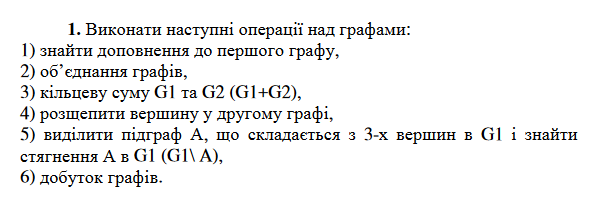 1. Виконати наступні операції над графами:
1) знайти доповнення до першого графу,
2) об’єднання графів,
3) кільцеву суму G1 та G2 (G1+G2),
4) розщепити вершину у другому графі,
5) виділити підграф А, що складається з 3-х вершин в G1 і знайти
стягнення А в G1 (G1\ A),
6) добуток графів.